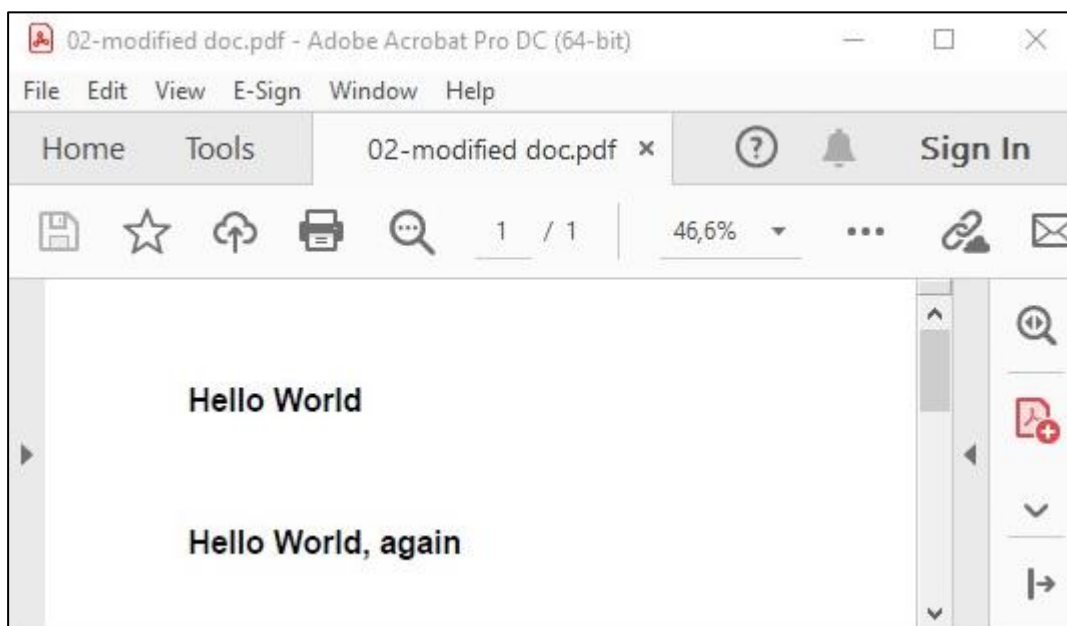 02-modified doc.pdf - Adobe Acrobat Pro DC (64-bit)
File Edit View E-Sign Window Help
Home Tools 02-modified doc.pdf × Sign In
1 / 1 46,6%
Hello World
Hello World, again